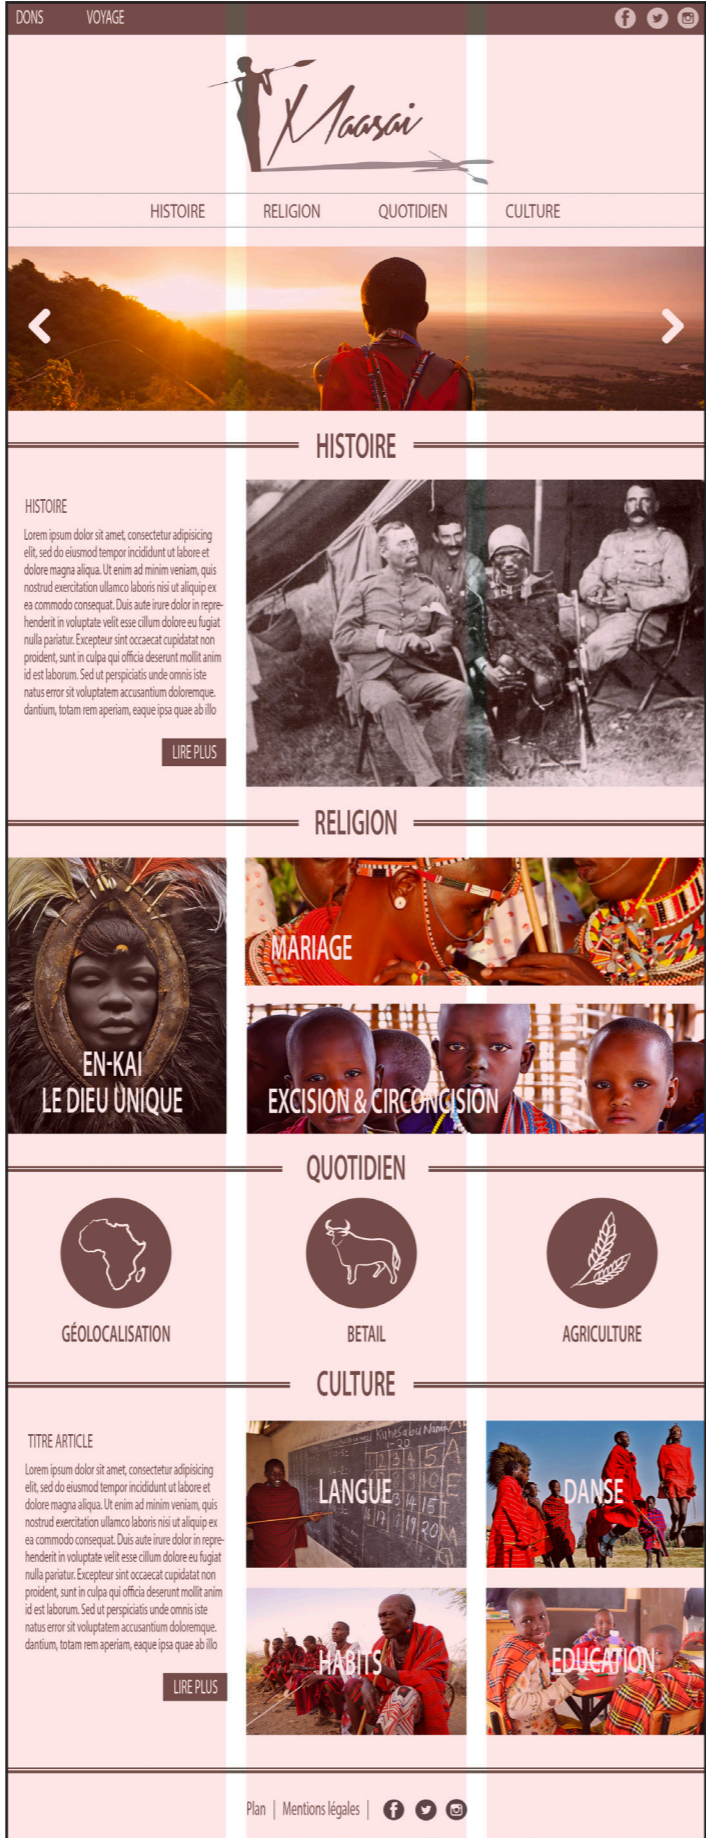 DONS VOYAGE
Maasai
HISTOIRE RELIGION QUOTIDIEN CULTURE
HISTOIRE
HISTOIRE
Lorem ipsum dolor sit amet, consectetur adipisicing
elit, sed do eiusmod tempor incididunt ut labore et
dolore magna aliqua. Ut enim ad minim veniam, quis
nostrud exercitation ullamco laboris nisi ut aliquip ex
ea commodo consequat. Duis aute irure dolor in repre-
henderit in voluptate velit esse cillum dolore eu fugiat
nulla pariatur. Excepteur sint occaecat cupidatat non
proident, sunt in culpa qui officia deserunt mollit anim
id est laborum. Sed ut perspiciatis unde omnis iste
natus error sit voluptatem accusantium doloremque.
dantium, totam rem aperiam, eaque ipsa quae ab illo
LIRE PLUS
RELIGION
EN-KAI
LE DIEU UNIQUE
MARIAGE
EXCISION & CIRCONCISION
QUOTIDIEN
GÉOLOCALISATION
BETAIL
AGRICULTURE
CULTURE
TITRE ARTICLE
Lorem ipsum dolor sit amet, consectetur adipisicing
elit, sed do eiusmod tempor incididunt ut labore et
dolore magna aliqua. Ut enim ad minim veniam, quis
nostrud exercitation ullamco laboris nisi ut aliquip ex
ea commodo consequat. Duis aute irure dolor in repre-
henderit in voluptate velit esse cillum dolore eu fugiat
nulla pariatur. Excepteur sint occaecat cupidatat non
proident, sunt in culpa qui officia deserunt mollit anim
id est laborum. Sed ut perspiciatis unde omnis iste
natus error sit voluptatem accusantium doloremque.
dantium, totam rem aperiam, eaque ipsa quae ab illo
LIRE PLUS
LANGUE
DANSE
HABITS
EDUCATION
Plan | Mentions légales |